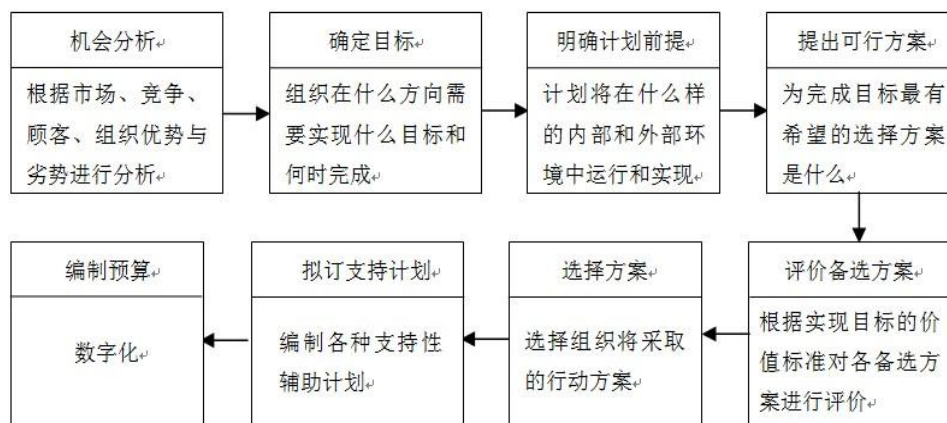 机会分析
根据市场、竞争、
顾客、组织优势与
劣势进行分析
确定目标
组织在什么方向需
要实现什么目标和
何时完成
明确计划前提
计划将在什么样
的内部和外部环
境中运行和实现
提出可行方案
为完成目标最有
希望的选择方案
是什么
评价备选方案
根据实现目标的价
值标准对各备选方
案进行评价
选择方案
选择组织将采取
的行动方案
拟订支持计划
编制各种支持性
辅助计划
编制预算
数字化